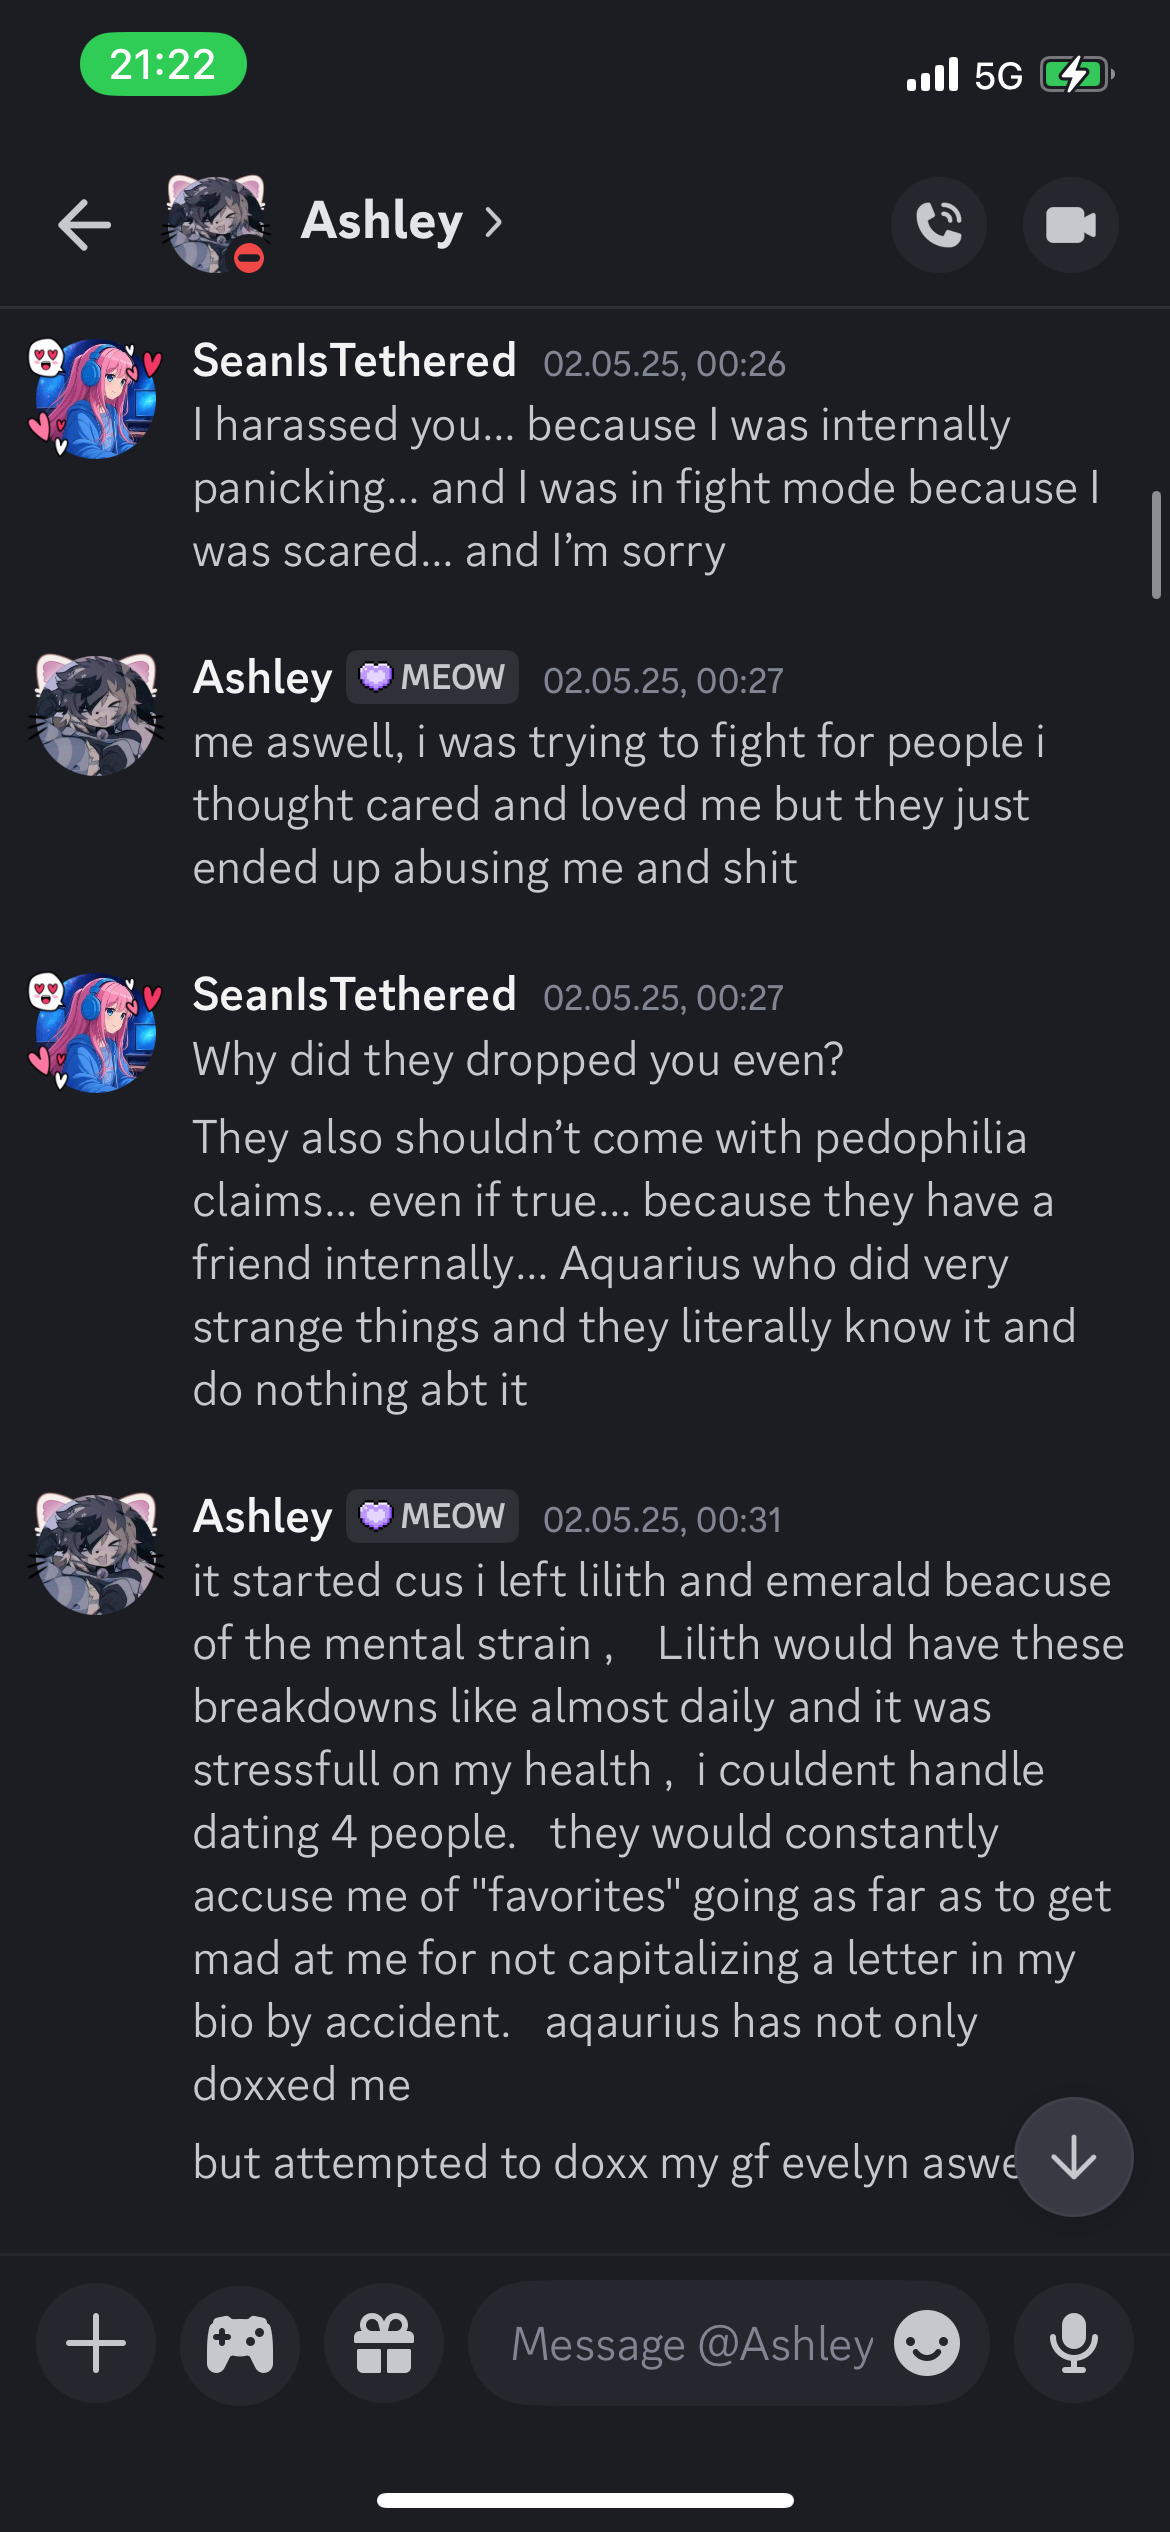 21:22
5G
Ashley
SeanIsTethered 02.05.25, 00:26
I harassed you... because I was internally
panicking... and I was in fight mode because I
was scared... and I'm sorry
Ashley MEOW 02.05.25, 00:27
me aswell, i was trying to fight for people i
thought cared and loved me but they just
ended up abusing me and shit
SeanIsTethered 02.05.25, 00:27
Why did they dropped you even?
They also shouldn't come with pedophilia
claims... even if true... because they have a
friend internally... Aquarius who did very
strange things and they literally know it and
do nothing abt it
Ashley MEOW 02.05.25, 00:31
it started cus i left lilith and emerald beacuse
of the mental strain ,    Lilith would have these
breakdowns like almost daily and it was
stressfull on my health ,  i couldent handle
dating 4 people.   they would constantly
accuse me of "favorites" going as far as to get
mad at me for not capitalizing a letter in my
bio by accident.   aqaurius has not only
doxxed me
but attempted to doxx my gf evelyn aswe
Message @Ashley